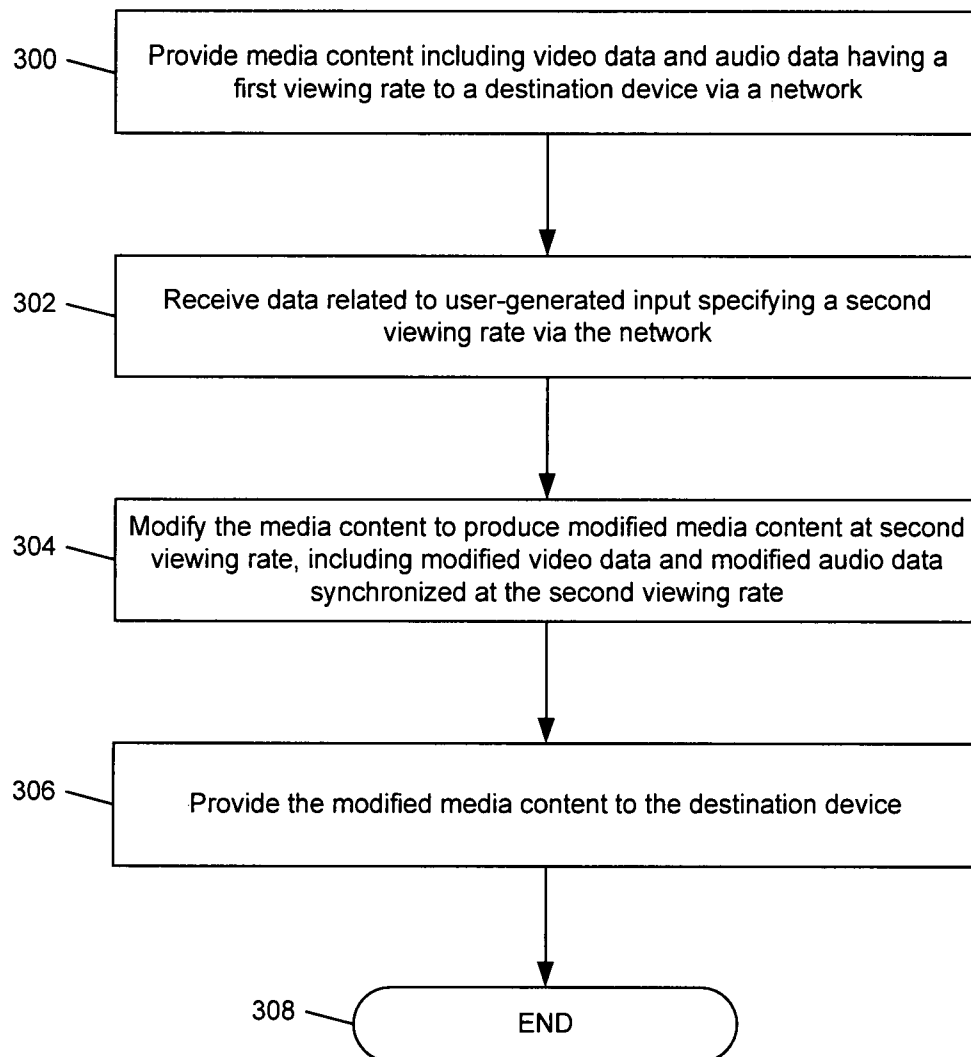 300
Provide media content including video data and audio data having a
first viewing rate to a destination device via a network
302
Receive data related to user-generated input specifying a second
viewing rate via the network
304
Modify the media content to produce modified media content at second
viewing rate, including modified video data and modified audio data
synchronized at the second viewing rate
306
Provide the modified media content to the destination device
308
END